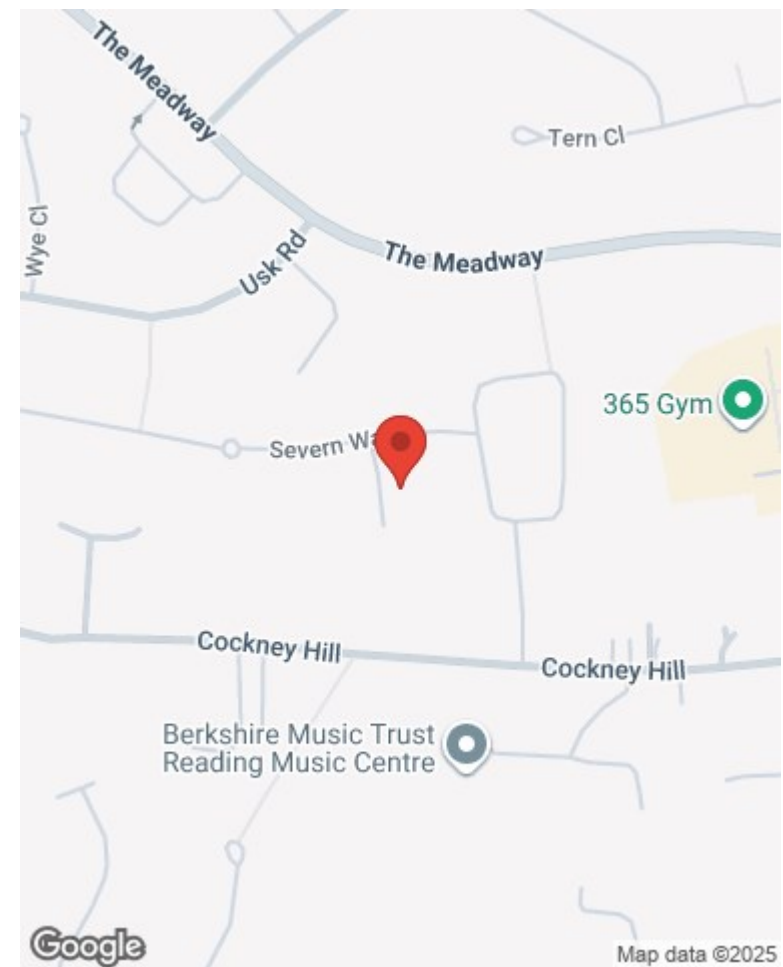 The Meadway
Tern Cl
Wye Cl
Usk Rd
The Meadway
365 Gym
Severn Wa
Cockney Hill
Cockney Hill
Berkshire Music Trust
Reading Music Centre
Google
Map data ©2025